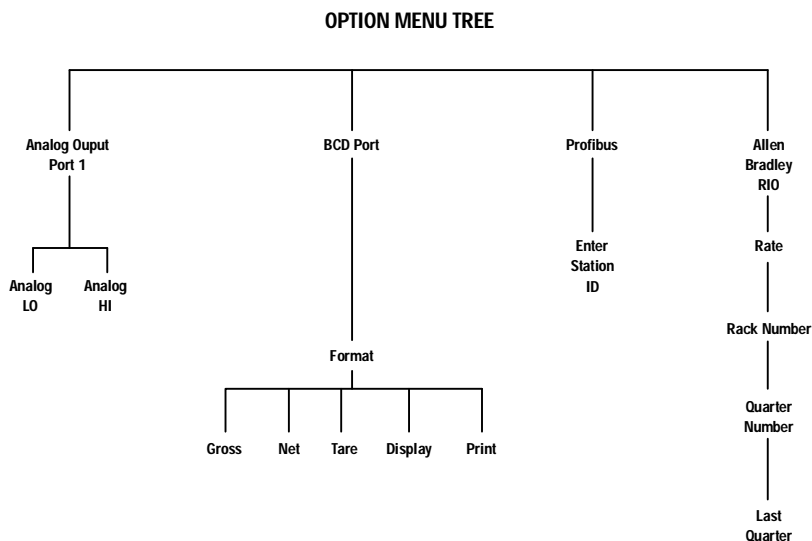 OPTION MENU TREE
Analog Ouput
Port 1
BCD Port
Profibus
Allen
Bradley
RIO
Enter
Station
ID
Rate
Analog
LO
Analog
HI
Rack Number
Format
Quarter
Number
Gross
Net
Tare
Display
Print
Last
Quarter